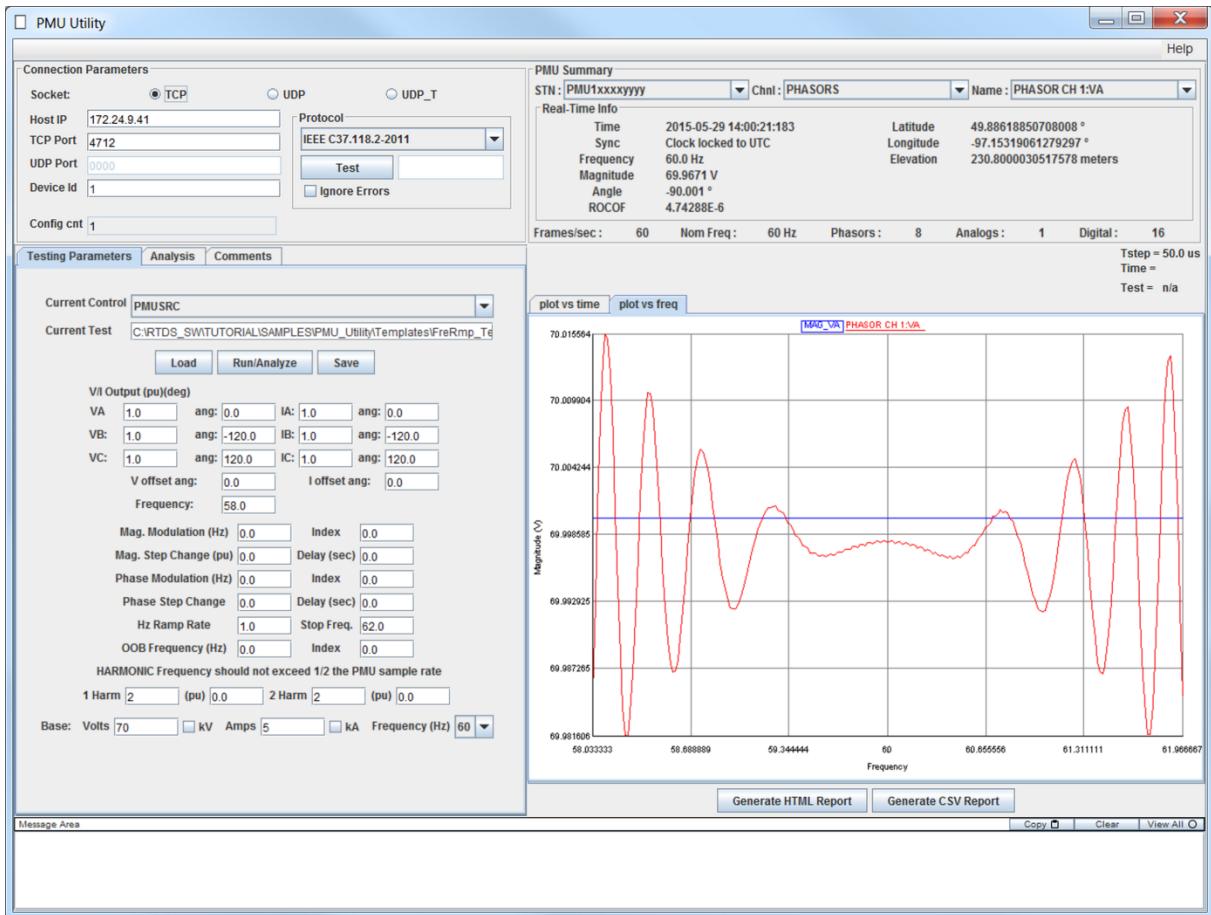 PMU Utility
Help
Connection Parameters
Socket: TCP UDP UDP_T
Host IP 172.24.9.41
TCP Port 4712
UDP Port 0000
Device Id 1
Config cnt 1
Protocol
IEEE C37.118.2-2011
Test
Ignore Errors
PMU Summary
STN : PMU1xxxxyyyy Chnl : PHASORS Name : PHASOR CH 1:VA
Real-Time Info
Time 2015-05-29 14:00:21:183 Latitude 49.88618850708008 °
Sync Clock locked to UTC Longitude -97.15319061279297 °
Frequency 60.0 Hz Elevation 230.8000030517578 meters
Magnitude 69.9671 V
Angle -90.001 °
ROCOF 4.74288E-6
Frames/sec : 60 Nom Freq : 60 Hz Phasors : 8 Analogs : 1 Digital : 16
Tstep = 50.0 us
Time =
Test = n/a
Testing Parameters Analysis Comments
Current Control PMUSRC
Current Test C:\RTDS_SW\TUTORIAL\SAMPLES\PMU_Utility\Templates\FreRmp_Te
Load Run/Analyze Save
V/I Output (pu)(deg)
VA 1.0 ang: 0.0 IA: 1.0 ang: 0.0
VB: 1.0 ang: -120.0 IB: 1.0 ang: -120.0
VC: 1.0 ang: 120.0 IC: 1.0 ang: 120.0
V offset ang: 0.0 I offset ang: 0.0
Frequency: 58.0
Mag. Modulation (Hz) 0.0 Index 0.0
Mag. Step Change (pu) 0.0 Delay (sec) 0.0
Phase Modulation (Hz) 0.0 Index 0.0
Phase Step Change 0.0 Delay (sec) 0.0
Hz Ramp Rate 1.0 Stop Freq. 62.0
OOB Frequency (Hz) 0.0 Index 0.0
HARMONIC Frequency should not exceed 1/2 the PMU sample rate
1 Harm 2 (pu) 0.0 2 Harm 2 (pu) 0.0
Base: Volts 70 kV Amps 5 kA Frequency (Hz) 60
plot vs time plot vs freq
MAG_VA PHASOR CH 1:VA
70.015564
70.009904
70.004244
69.998585
69.992925
69.987265
69.981606
Magnitude (V)
58.033333 58.688889 59.344444 60 60.655556 61.311111 61.966667
Frequency
Generate HTML Report Generate CSV Report
Message Area Copy Clear View All